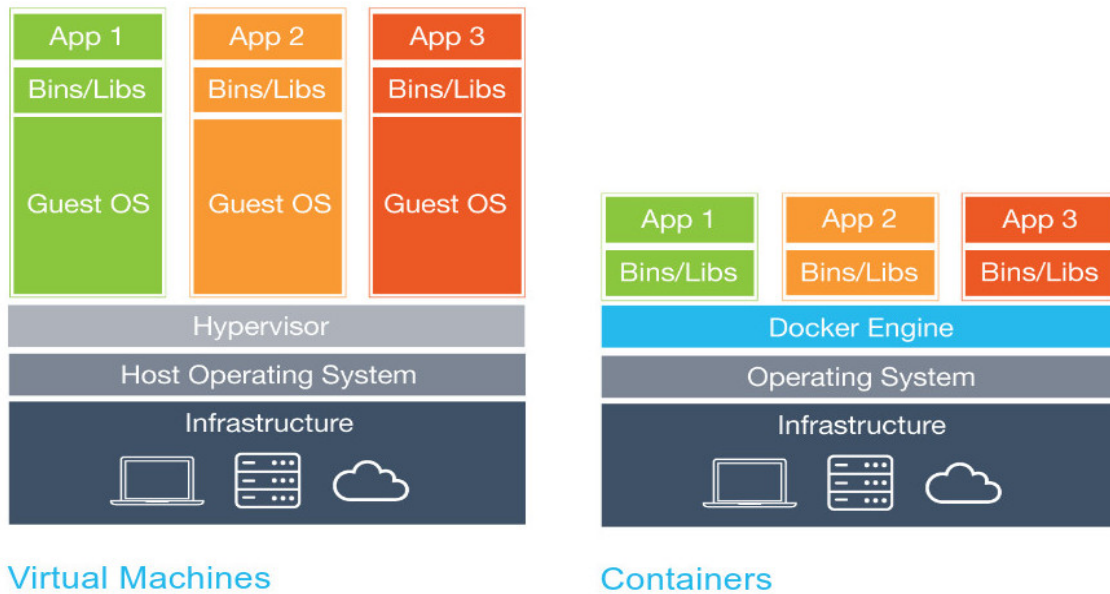 App 1
App 2
App 3
Bins/Libs
Bins/Libs
Bins/Libs
Guest OS
Guest OS
Guest OS
Hypervisor
Host Operating System
Infrastructure
Virtual Machines
App 1
App 2
App 3
Bins/Libs
Bins/Libs
Bins/Libs
Docker Engine
Operating System
Infrastructure
Containers